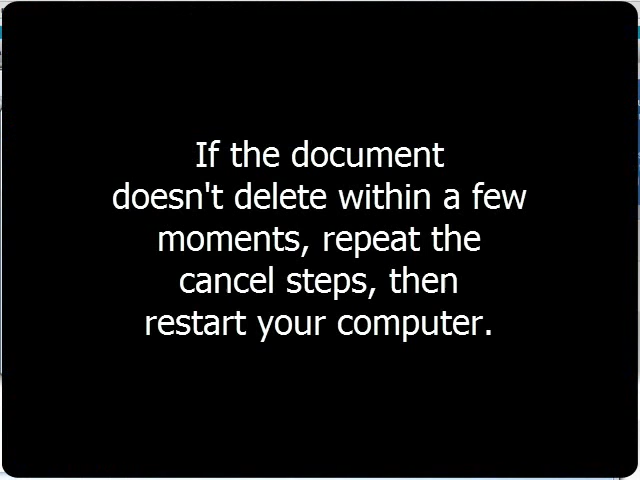 If the document
doesn't delete within a few
moments, repeat the
cancel steps, then
restart your computer.